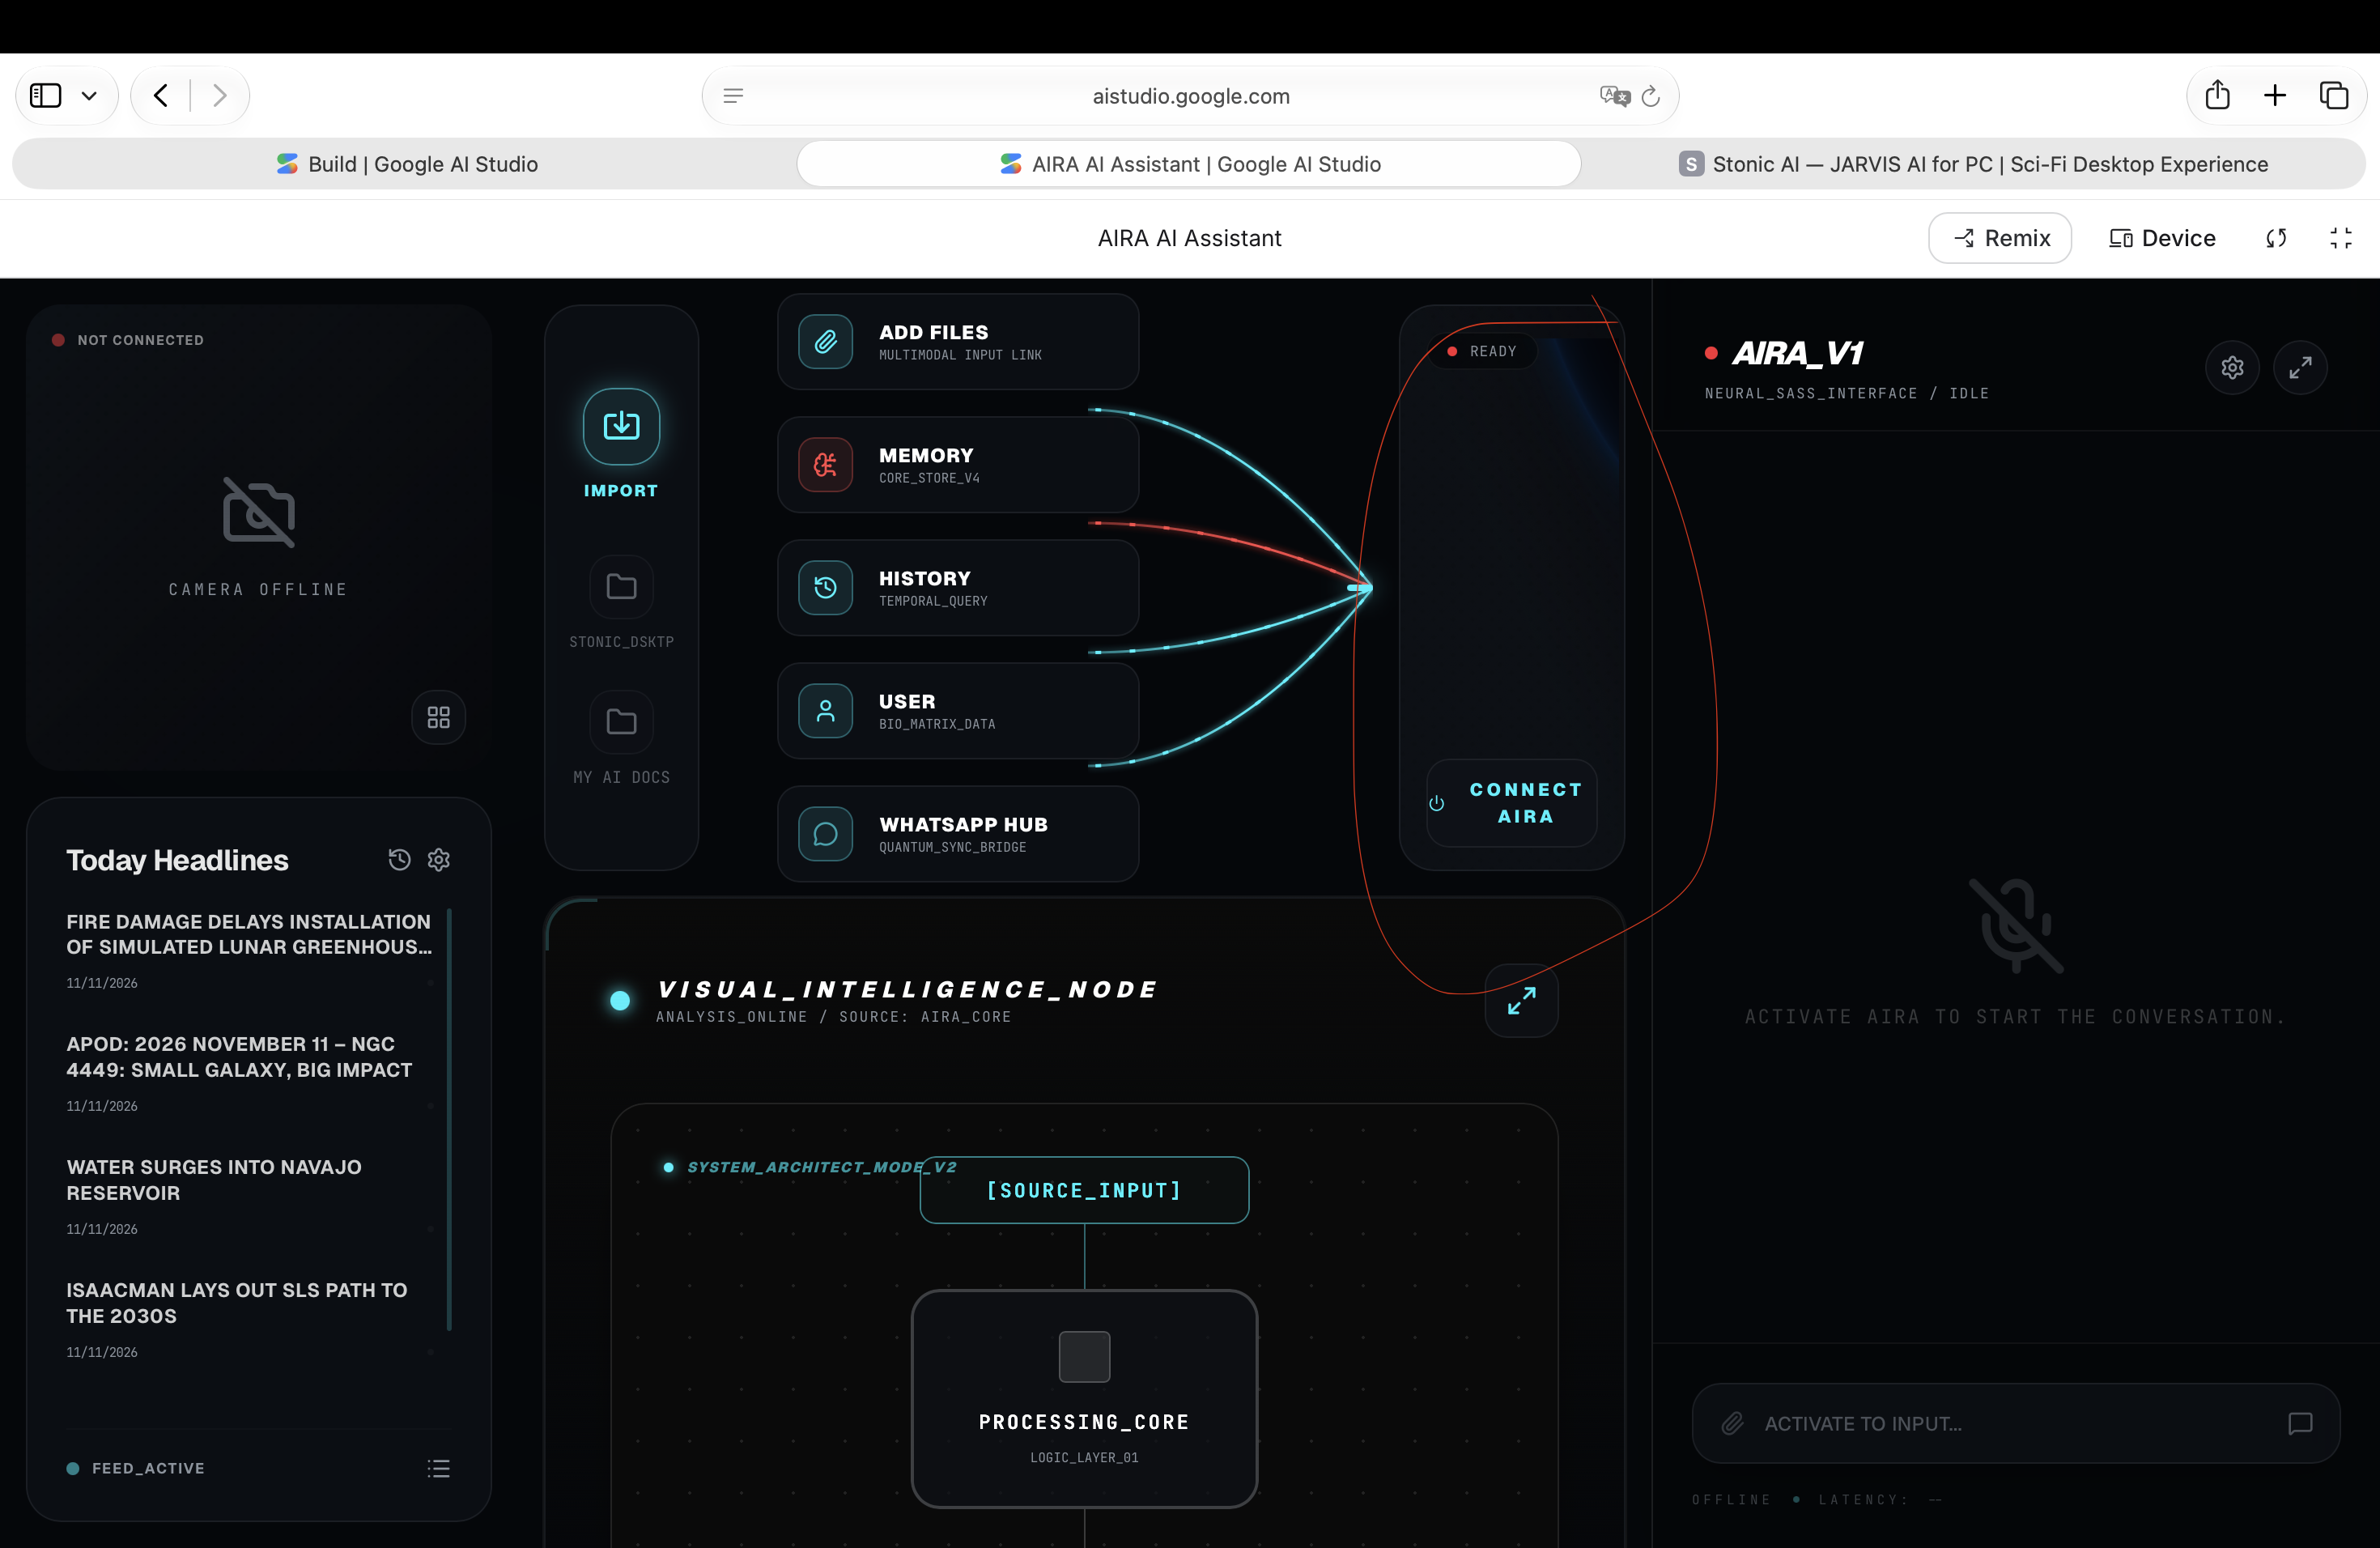 aistudio.google.com
Build | Google AI Studio
AIRA AI Assistant | Google AI Studio
S Stonic AI — JARVIS AI for PC | Sci-Fi Desktop Experience
AIRA AI Assistant
Remix
Device
NOT CONNECTED
CAMERA OFFLINE
Today Headlines
FIRE DAMAGE DELAYS INSTALLATION
OF SIMULATED LUNAR GREENHOUS...
11/11/2026
APOD: 2026 NOVEMBER 11 – NGC
4449: SMALL GALAXY, BIG IMPACT
11/11/2026
WATER SURGES INTO NAVAJO
RESERVOIR
11/11/2026
ISAACMAN LAYS OUT SLS PATH TO
THE 2030S
11/11/2026
FEED_ACTIVE
IMPORT
STONIC_DSKTP
MY AI DOCS
ADD FILES
MULTIMODAL INPUT LINK
MEMORY
CORE_STORE_V4
HISTORY
TEMPORAL_QUERY
USER
BIO_MATRIX_DATA
WHATSAPP HUB
QUANTUM_SYNC_BRIDGE
READY
CONNECT
AIRA
VISUAL_INTELLIGENCE_NODE
ANALYSIS_ONLINE / SOURCE: AIRA_CORE
SYSTEM_ARCHITECT_MODE_V2
[SOURCE_INPUT]
PROCESSING_CORE
LOGIC_LAYER_01
AIRA_V1
NEURAL_SASS_INTERFACE / IDLE
ACTIVATE AIRA TO START THE CONVERSATION.
ACTIVATE TO INPUT...
OFFLINE • LATENCY: --